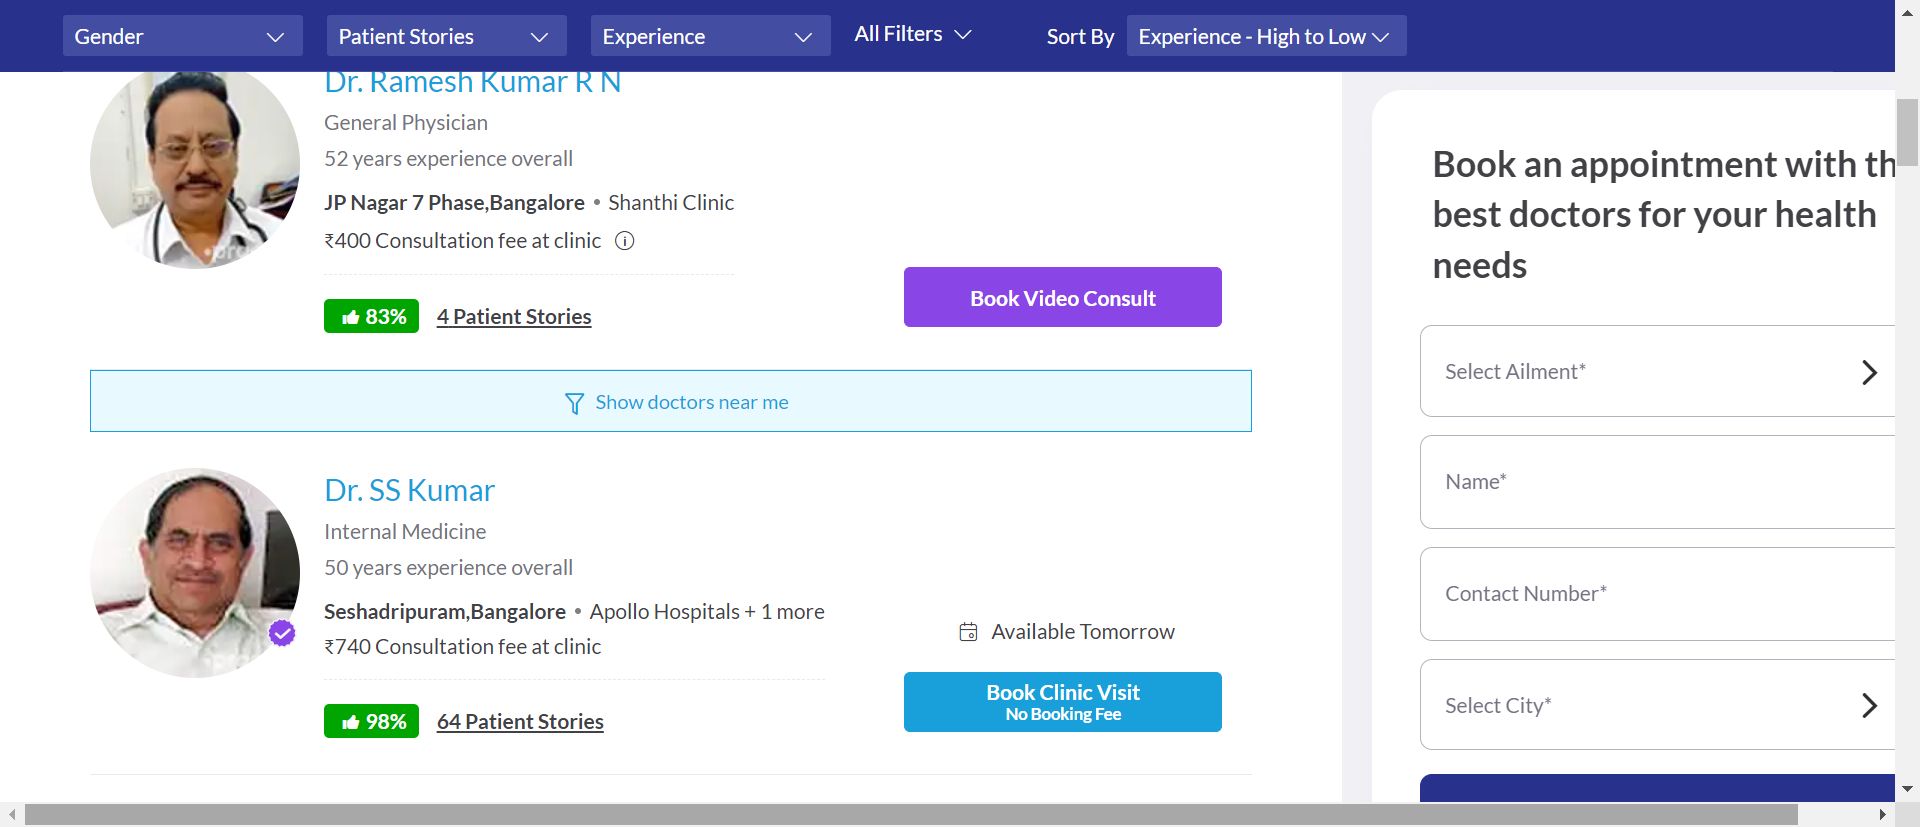 Gender
Patient Stories
Experience
All Filters
Sort By
Experience - High to Low
Dr. Ramesh Kumar R N
General Physician
52 years experience overall
JP Nagar 7 Phase,Bangalore • Shanthi Clinic
₹400 Consultation fee at clinic
83% 4 Patient Stories
Book Video Consult
Show doctors near me
Dr. SS Kumar
Internal Medicine
50 years experience overall
Seshadripuram,Bangalore • Apollo Hospitals + 1 more
₹740 Consultation fee at clinic
98% 64 Patient Stories
Available Tomorrow
Book Clinic Visit
No Booking Fee
Book an appointment with th
best doctors for your health
needs
Select Ailment*
Name*
Contact Number*
Select City*